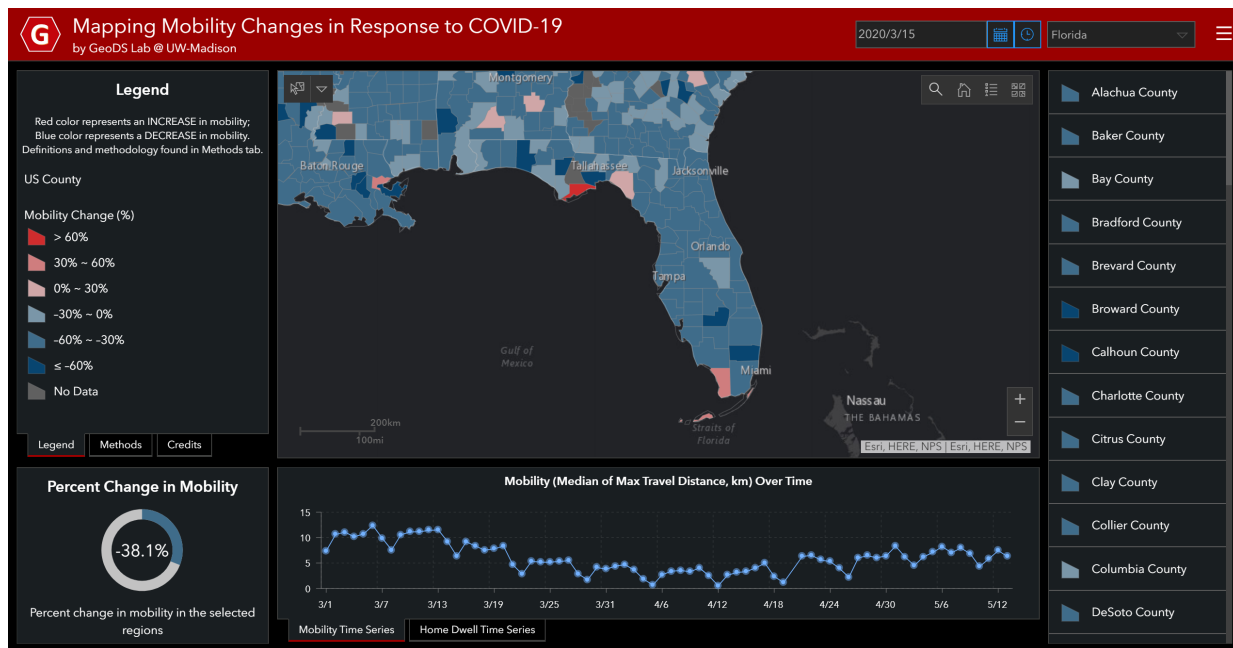 G
Mapping Mobility Changes in Response to COVID-19
by GeoDS Lab @ UW-Madison
2020/3/15
Florida
Legend
Red color represents an INCREASE in mobility;
Blue color represents a DECREASE in mobility.
Definitions and methodology found in Methods tab.
US County
Mobility Change (%)
> 60%
30% ~ 60%
0% ~ 30%
-30% ~ 0%
-60% ~ -30%
≤ -60%
No Data
Legend
Methods
Credits
Montgomery
Baton Rouge
Tallahassee
Jacksonville
Orlando
Tampa
Gulf of
Mexico
Miami
Nassau
THE BAHAMAS
Straits of
Florida
200km
100mi
+
−
Esri, HERE, NPS | Esri, HERE, NPS
Alachua County
Baker County
Bay County
Bradford County
Brevard County
Broward County
Calhoun County
Charlotte County
Citrus County
Clay County
Collier County
Columbia County
DeSoto County
Percent Change in Mobility
-38.1%
Percent change in mobility in the selected
regions
Mobility (Median of Max Travel Distance, km) Over Time
15
10
5
0
3/1
3/7
3/13
3/19
3/25
3/31
4/6
4/12
4/18
4/24
4/30
5/6
5/12
Mobility Time Series
Home Dwell Time Series